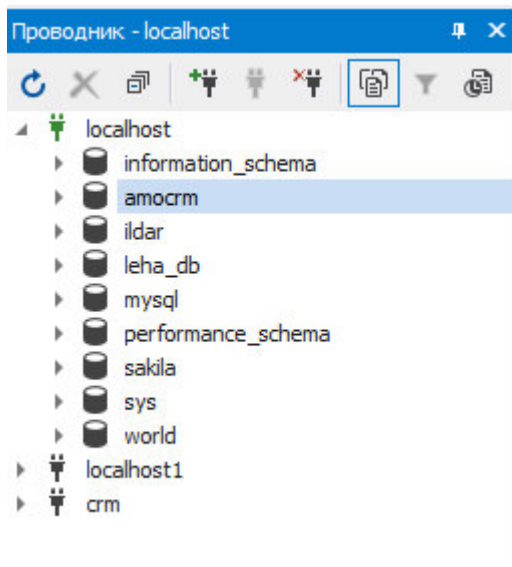 Проводник - localhost
localhost
information_schema
amocrm
ildar
leha_db
mysql
performance_schema
sakila
sys
world
localhost1
crm